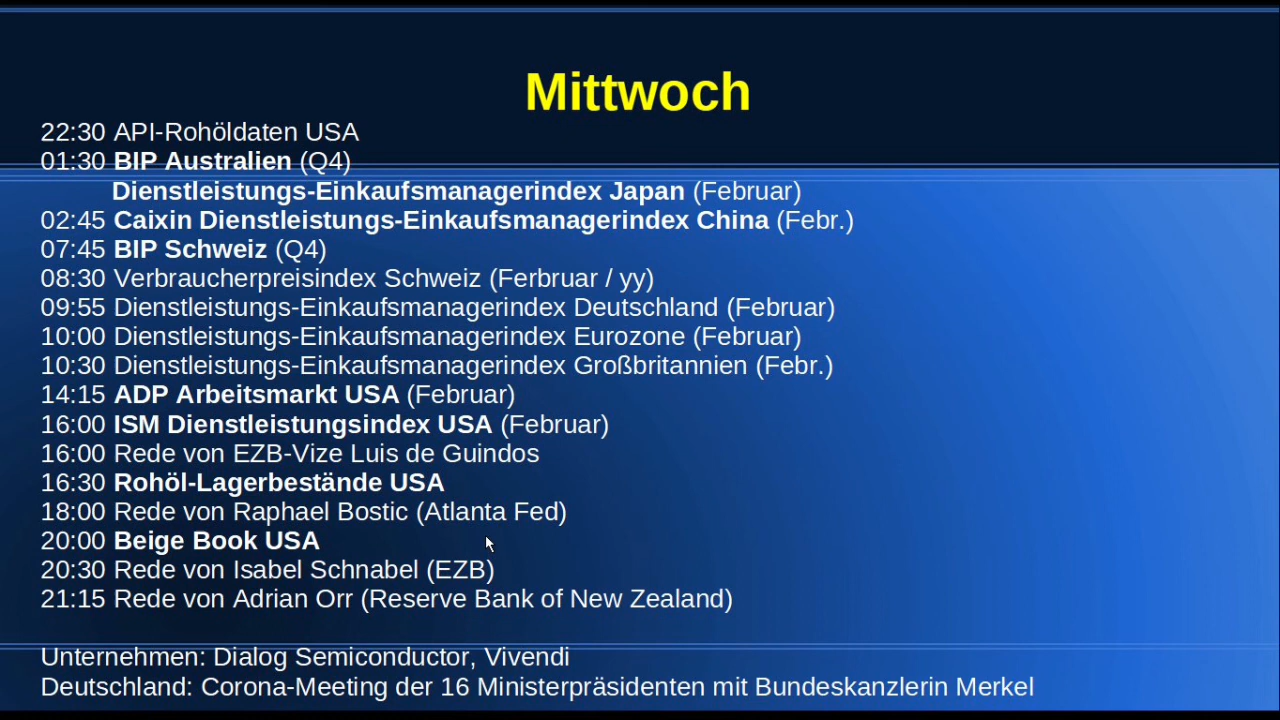 Mittwoch
22:30 API-Rohöldaten USA
01:30 BIP Australien (Q4)
Dienstleistungs-Einkaufsmanagerindex Japan (Februar)
02:45 Caixin Dienstleistungs-Einkaufsmanagerindex China (Febr.)
07:45 BIP Schweiz (Q4)
08:30 Verbraucherpreisindex Schweiz (Ferbruar / yy)
09:55 Dienstleistungs-Einkaufsmanagerindex Deutschland (Februar)
10:00 Dienstleistungs-Einkaufsmanagerindex Eurozone (Februar)
10:30 Dienstleistungs-Einkaufsmanagerindex Großbritannien (Febr.)
14:15 ADP Arbeitsmarkt USA (Februar)
16:00 ISM Dienstleistungsindex USA (Februar)
16:00 Rede von EZB-Vize Luis de Guindos
16:30 Rohöl-Lagerbestände USA
18:00 Rede von Raphael Bostic (Atlanta Fed)
20:00 Beige Book USA
20:30 Rede von Isabel Schnabel (EZB)
21:15 Rede von Adrian Orr (Reserve Bank of New Zealand)
Unternehmen: Dialog Semiconductor, Vivendi
Deutschland: Corona-Meeting der 16 Ministerpräsidenten mit Bundeskanzlerin Merkel